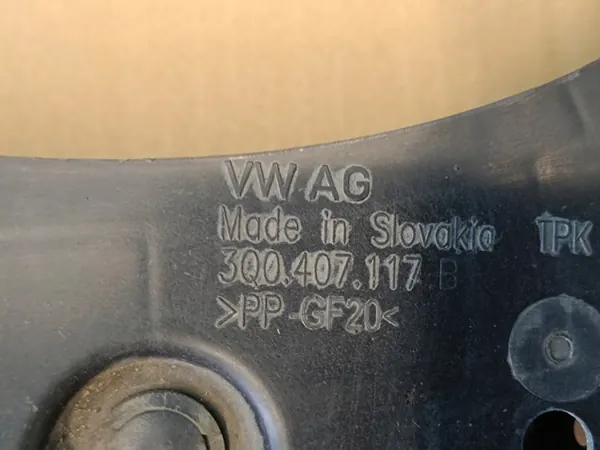 VW AG
Made in Slovakia TPK
3Q0.407.117 B
>PP-GF20<